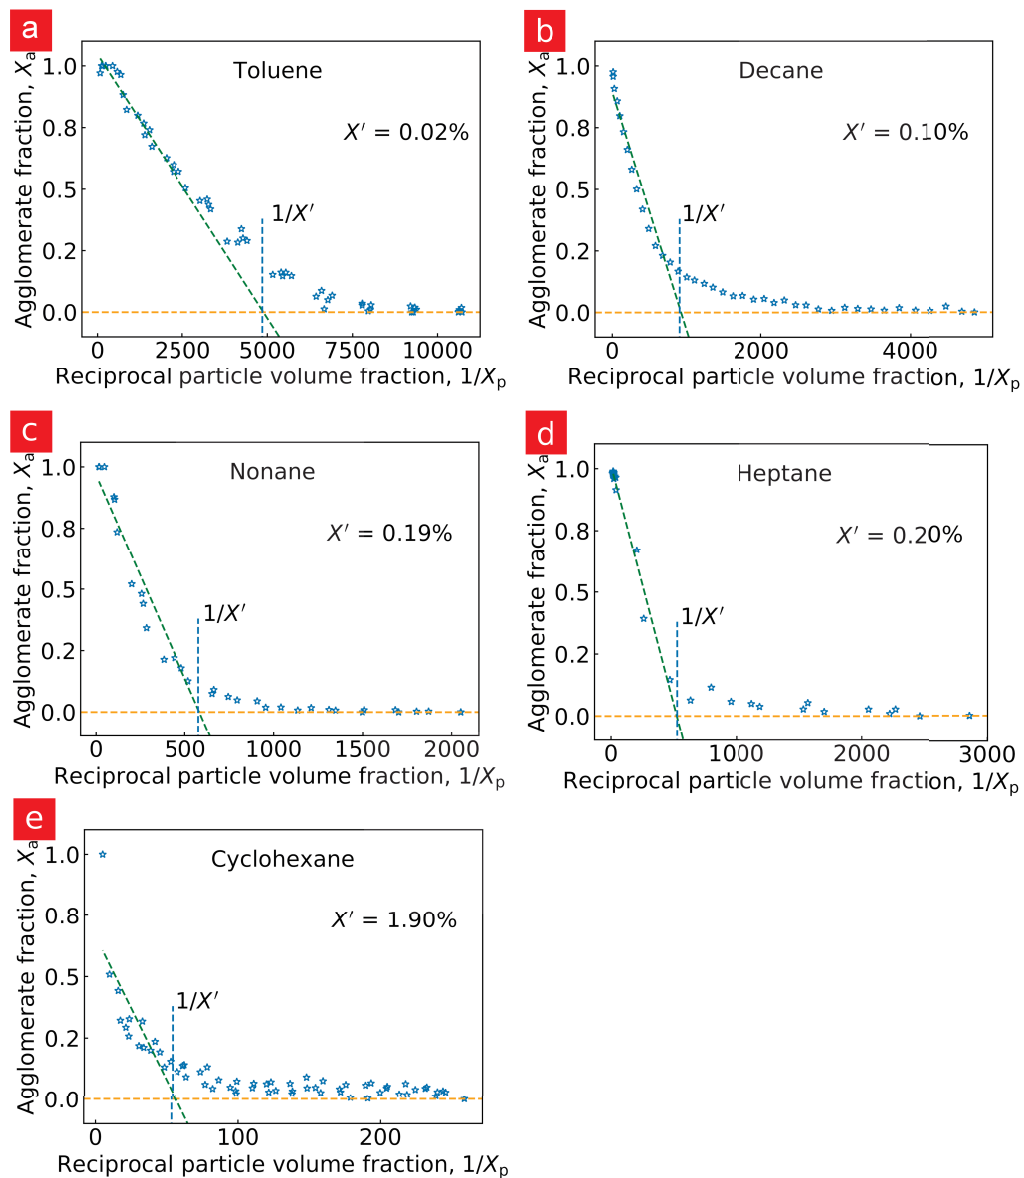 a
Agglomerate fraction, Xa
Toluene
X′ = 0.02%
1/X′
1.0
0.8
0.5
0.2
0.0
0 2500 5000 7500 10000
Reciprocal particle volume fraction, 1/Xp
b
Agglomerate fraction, Xa
Decane
X′ = 0.10%
1/X′
1.0
0.8
0.5
0.2
0.0
0 2000 4000
Reciprocal particle volume fraction, 1/Xp
c
Agglomerate fraction, Xa
Nonane
X′ = 0.19%
1/X′
1.0
0.8
0.5
0.2
0.0
0 500 1000 1500 2000
Reciprocal particle volume fraction, 1/Xp
d
Agglomerate fraction, Xa
Heptane
X′ = 0.20%
1/X′
1.0
0.8
0.5
0.2
0.0
0 1000 2000 3000
Reciprocal particle volume fraction, 1/Xp
e
Agglomerate fraction, Xa
Cyclohexane
X′ = 1.90%
1/X′
1.0
0.8
0.5
0.2
0.0
0 100 200
Reciprocal particle volume fraction, 1/Xp